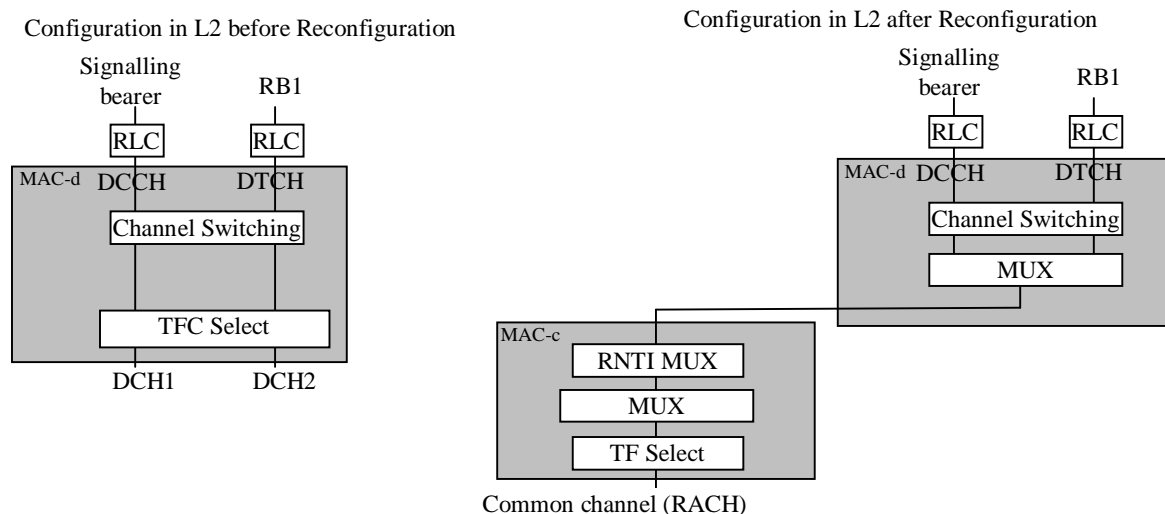 Configuration in L2 before Reconfiguration
Signalling
bearer
RB1
RLC
RLC
MAC-d
DCCH
DTCH
Channel Switching
TFC Select
DCH1
DCH2
Configuration in L2 after Reconfiguration
Signalling
bearer
RB1
RLC
RLC
MAC-d
DCCH
DTCH
Channel Switching
MUX
MAC-c
RNTI MUX
MUX
TF Select
Common channel (RACH)